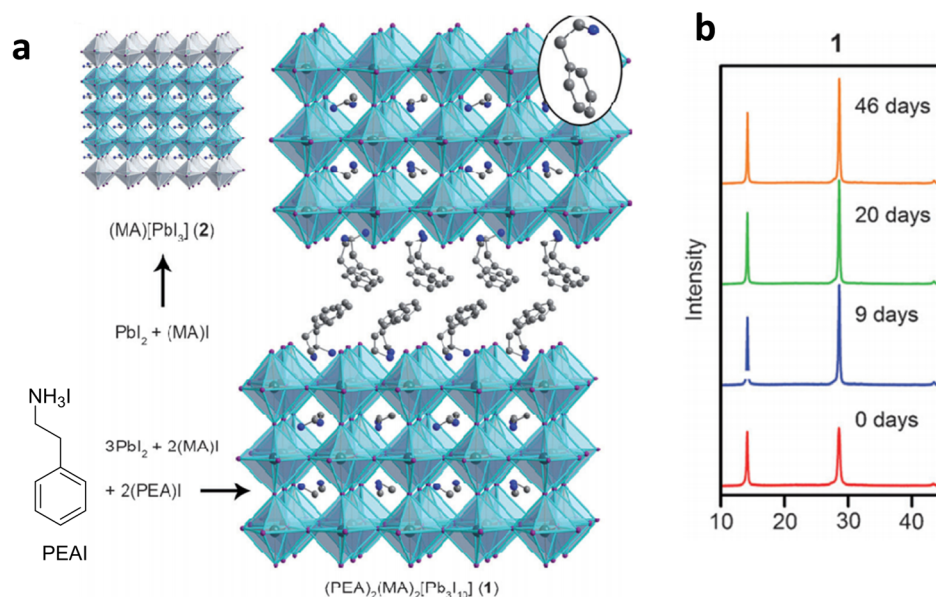 a
(MA)[PbI₃] (2)
PbI₂ + (MA)I
NH₃I
3PbI₂ + 2(MA)I
+ 2(PEA)I
PEAI
(PEA)₂(MA)₂[Pb₃I₁₀] (1)
b
1
46 days
20 days
9 days
0 days
Intensity
10 20 30 40